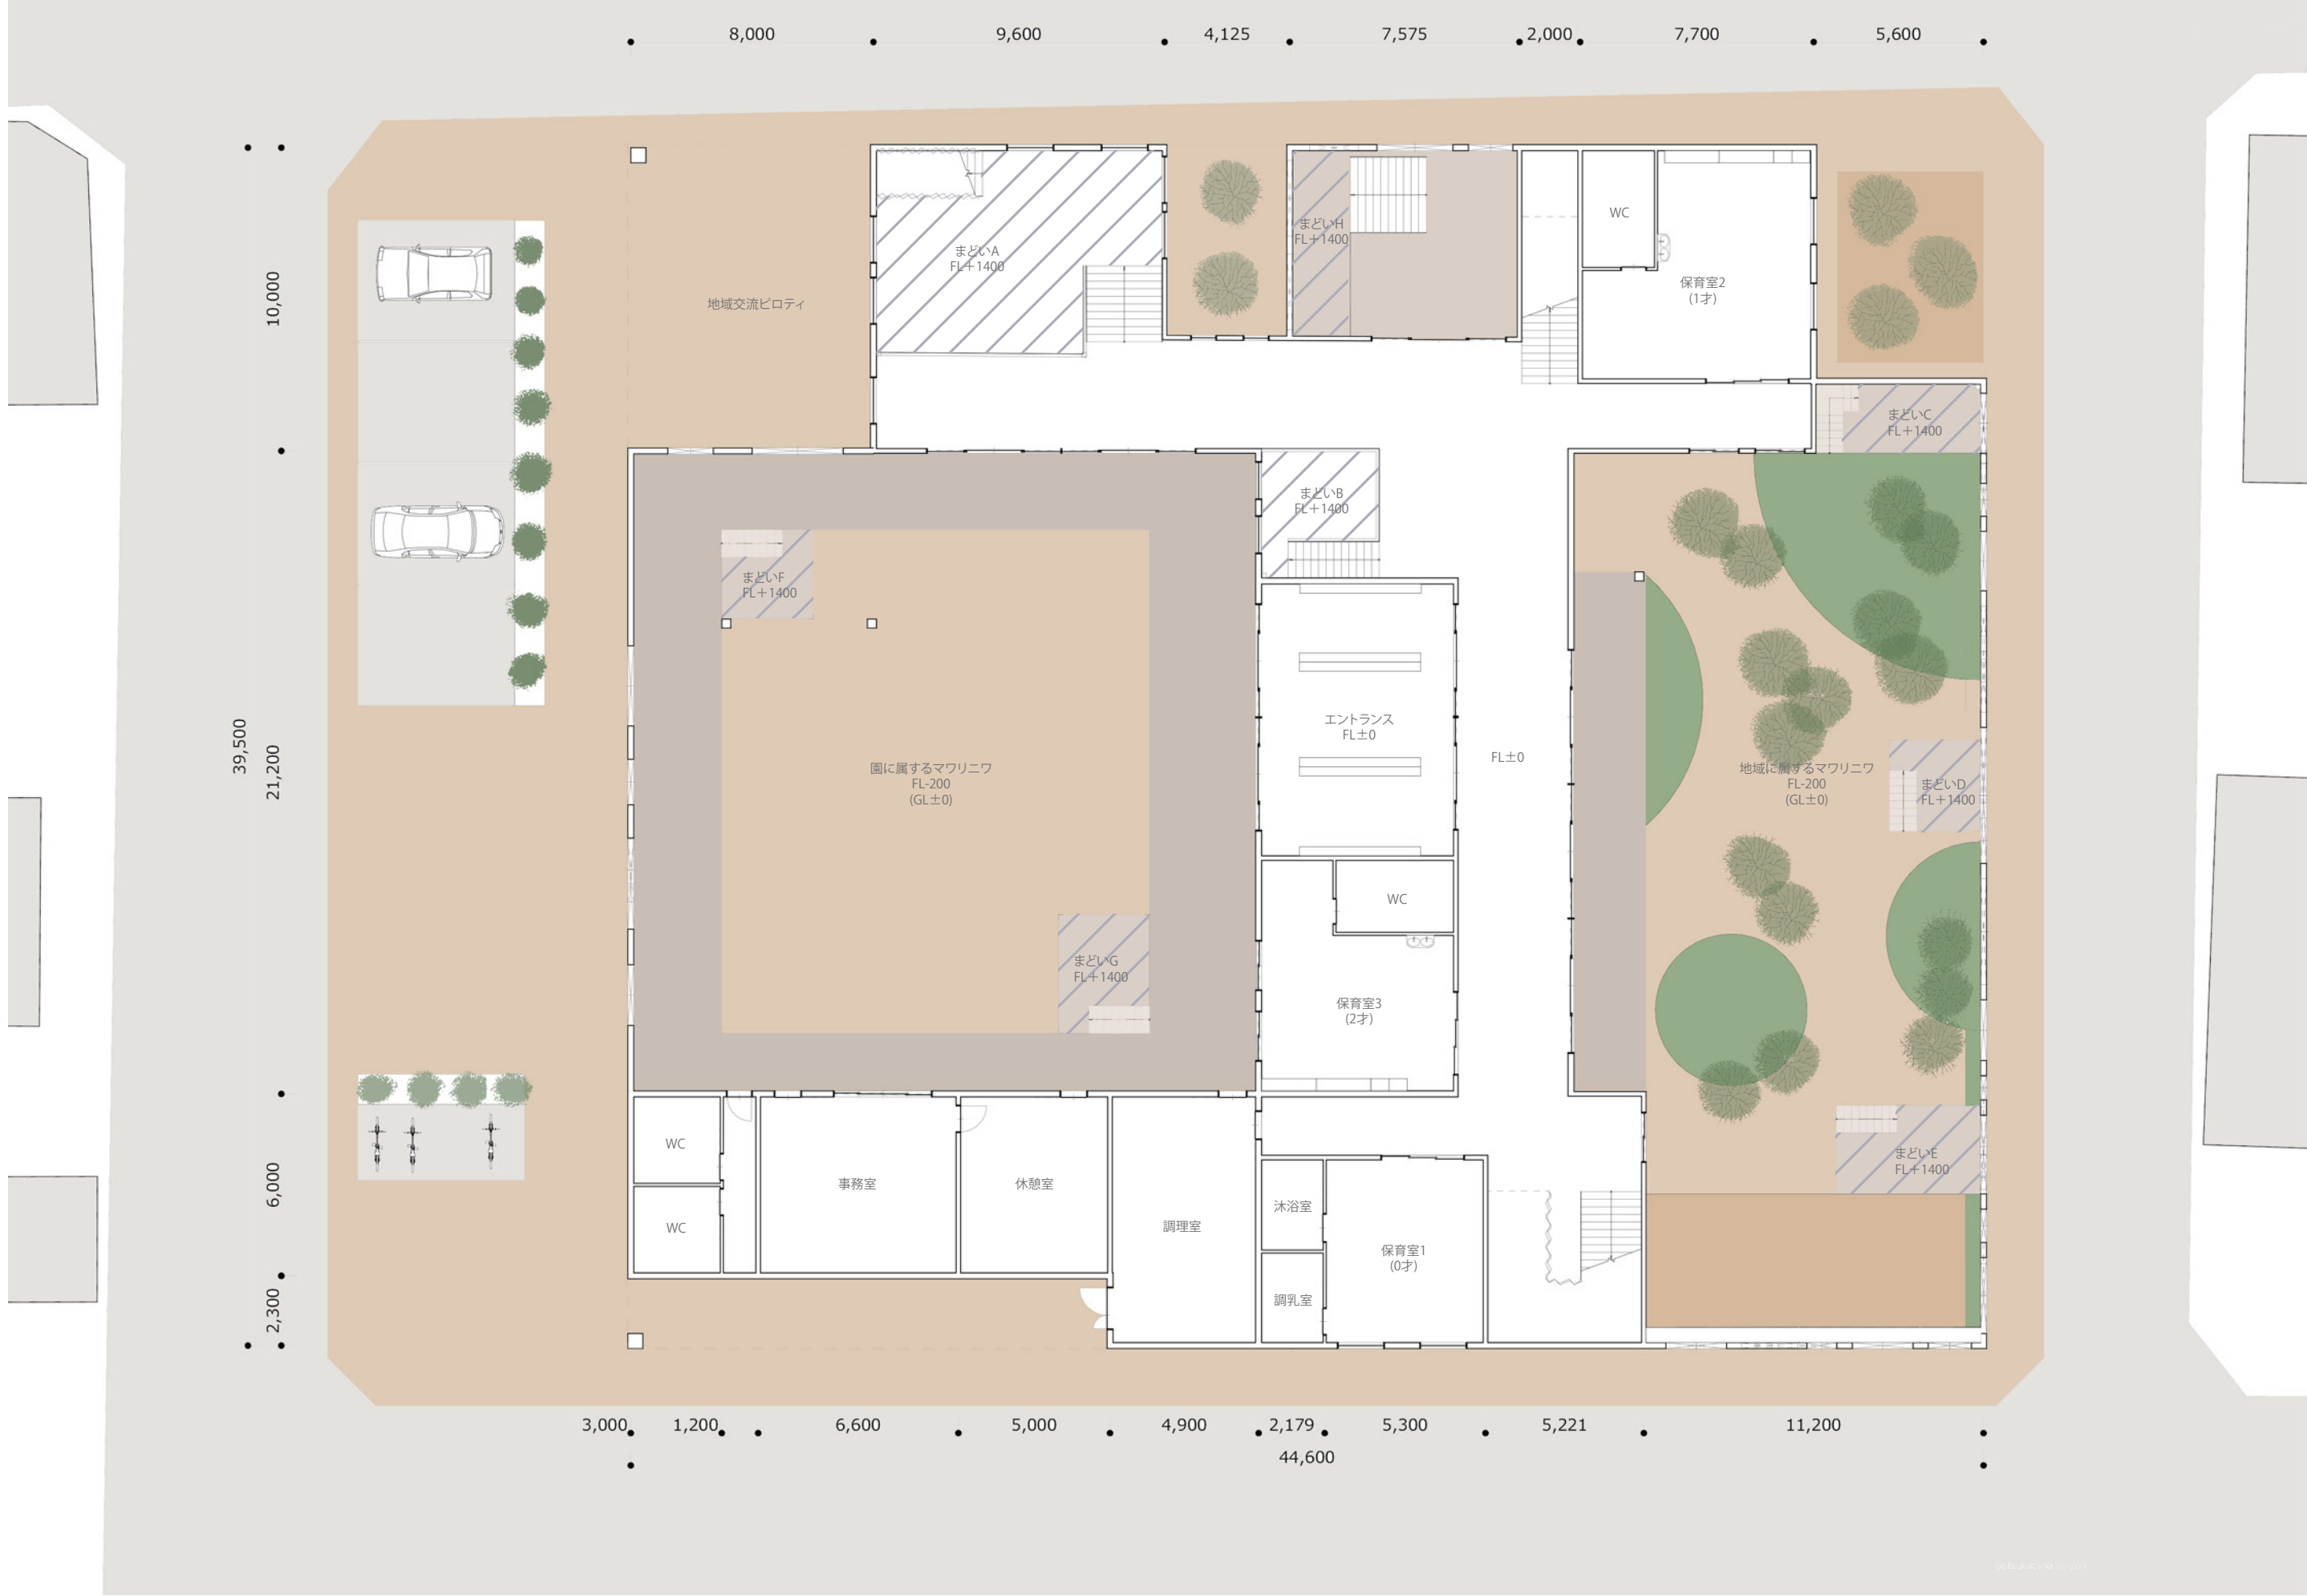 8,000
9,600
4,125
7,575
2,000
7,700
5,600
10,000
39,500
21,200
6,000
2,300
まどいA
FL＋1400
まどいH
FL＋1400
WC
保育室2
(1才)
地域交流ピロティ
まどいC
FL＋1400
まどいB
FL＋1400
まどいF
FL＋1400
エントランス
FL±0
FL±0
園に属するマワリニワ
FL-200
(GL±0)
地域に属するマワリニワ
FL-200
(GL±0)
まどいD
FL＋1400
WC
まどいG
FL＋1400
保育室3
(2才)
WC
WC
事務室
休憩室
調理室
沐浴室
調乳室
保育室1
(0才)
まどいE
FL＋1400
3,000
1,200
6,600
5,000
4,900
2,179
5,300
5,221
11,200
44,600